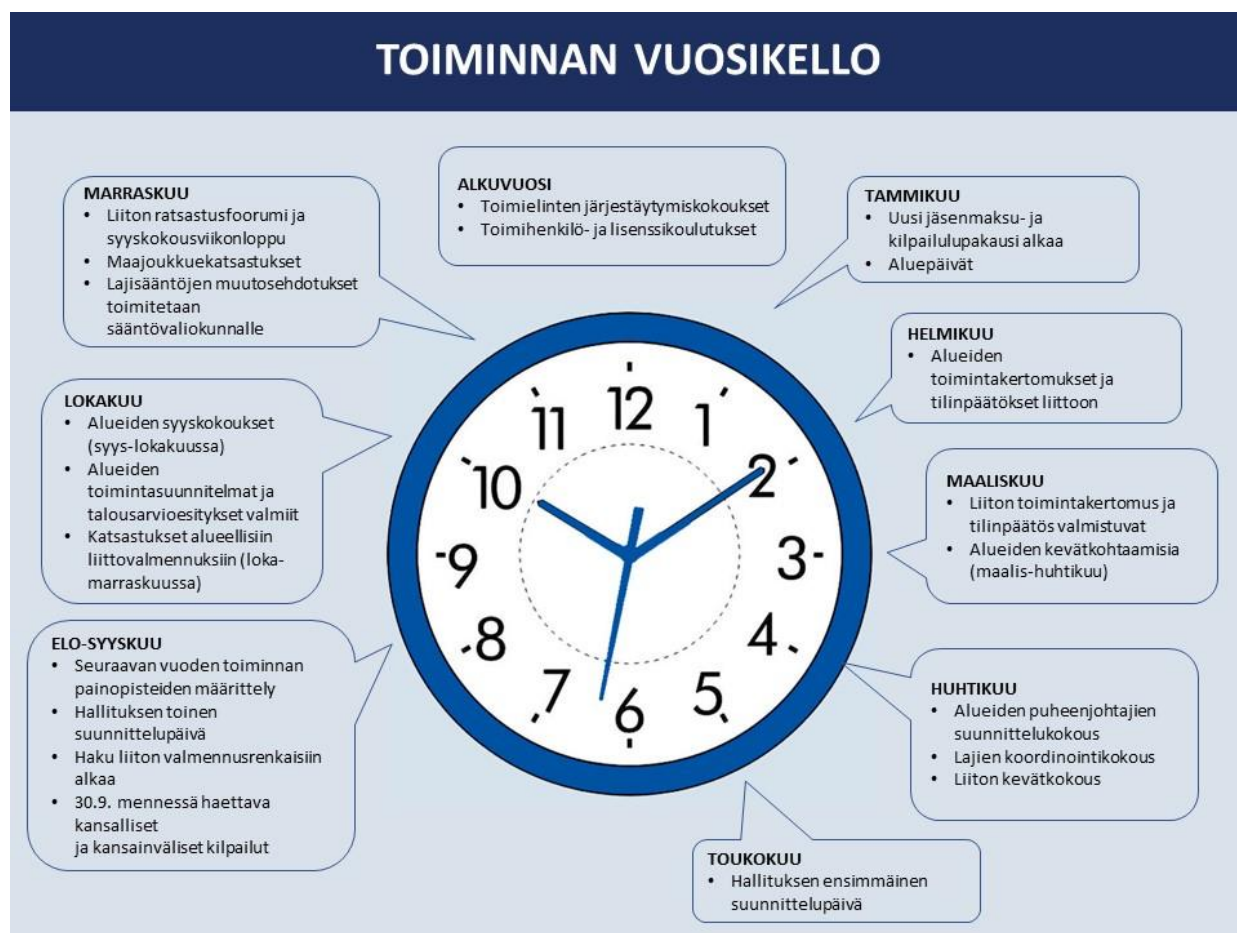 TOIMINNAN VUOSIKELLO
ALKUVUOSI
• Toimielinten järjestäytymiskokoukset
• Toimihenkilö- ja lisenssikoulutukset
TAMMIKUU
• Uusi jäsenmaksu- ja
kilpailulupakausi alkaa
• Aluepäivät
HELMIKUU
• Alueiden
toimintakertomukset ja
tilinpäätökset liittoon
MAALISKUU
• Liiton toimintakertomus ja
tilinpäätös valmistuvat
• Alueiden kevätkohtaamisia
(maalis-huhtikuu)
HUHTIKUU
• Alueiden puheenjohtajien
suunnittelukokous
• Lajien koordinointikokous
• Liiton kevätkokous
TOUKOKUU
• Hallituksen ensimmäinen
suunnittelupäivä
ELO-SYYSKUU
• Seuraavan vuoden toiminnan
painopisteiden määrittely
• Hallituksen toinen
suunnittelupäivä
• Haku liiton valmennusrenkaisiin
alkaa
• 30.9. mennessä haettava
kansalliset
ja kansainväliset kilpailut
LOKAKUU
• Alueiden syyskokoukset
(syys-lokakuussa)
• Alueiden
toimintasuunnitelmat ja
talousarvioesitykset valmiit
• Katsastukset alueellisiin
liittovalmennuksiin (loka-
marraskuussa)
MARRASKUU
• Liiton ratsastusfoorumi ja
syyskokousviikonloppu
• Maajoukkuekatsastukset
• Lajisääntöjen muutosehdotukset
toimitetaan
sääntövaliokunnalle
12
1
2
3
4
5
6
7
8
9
10
11